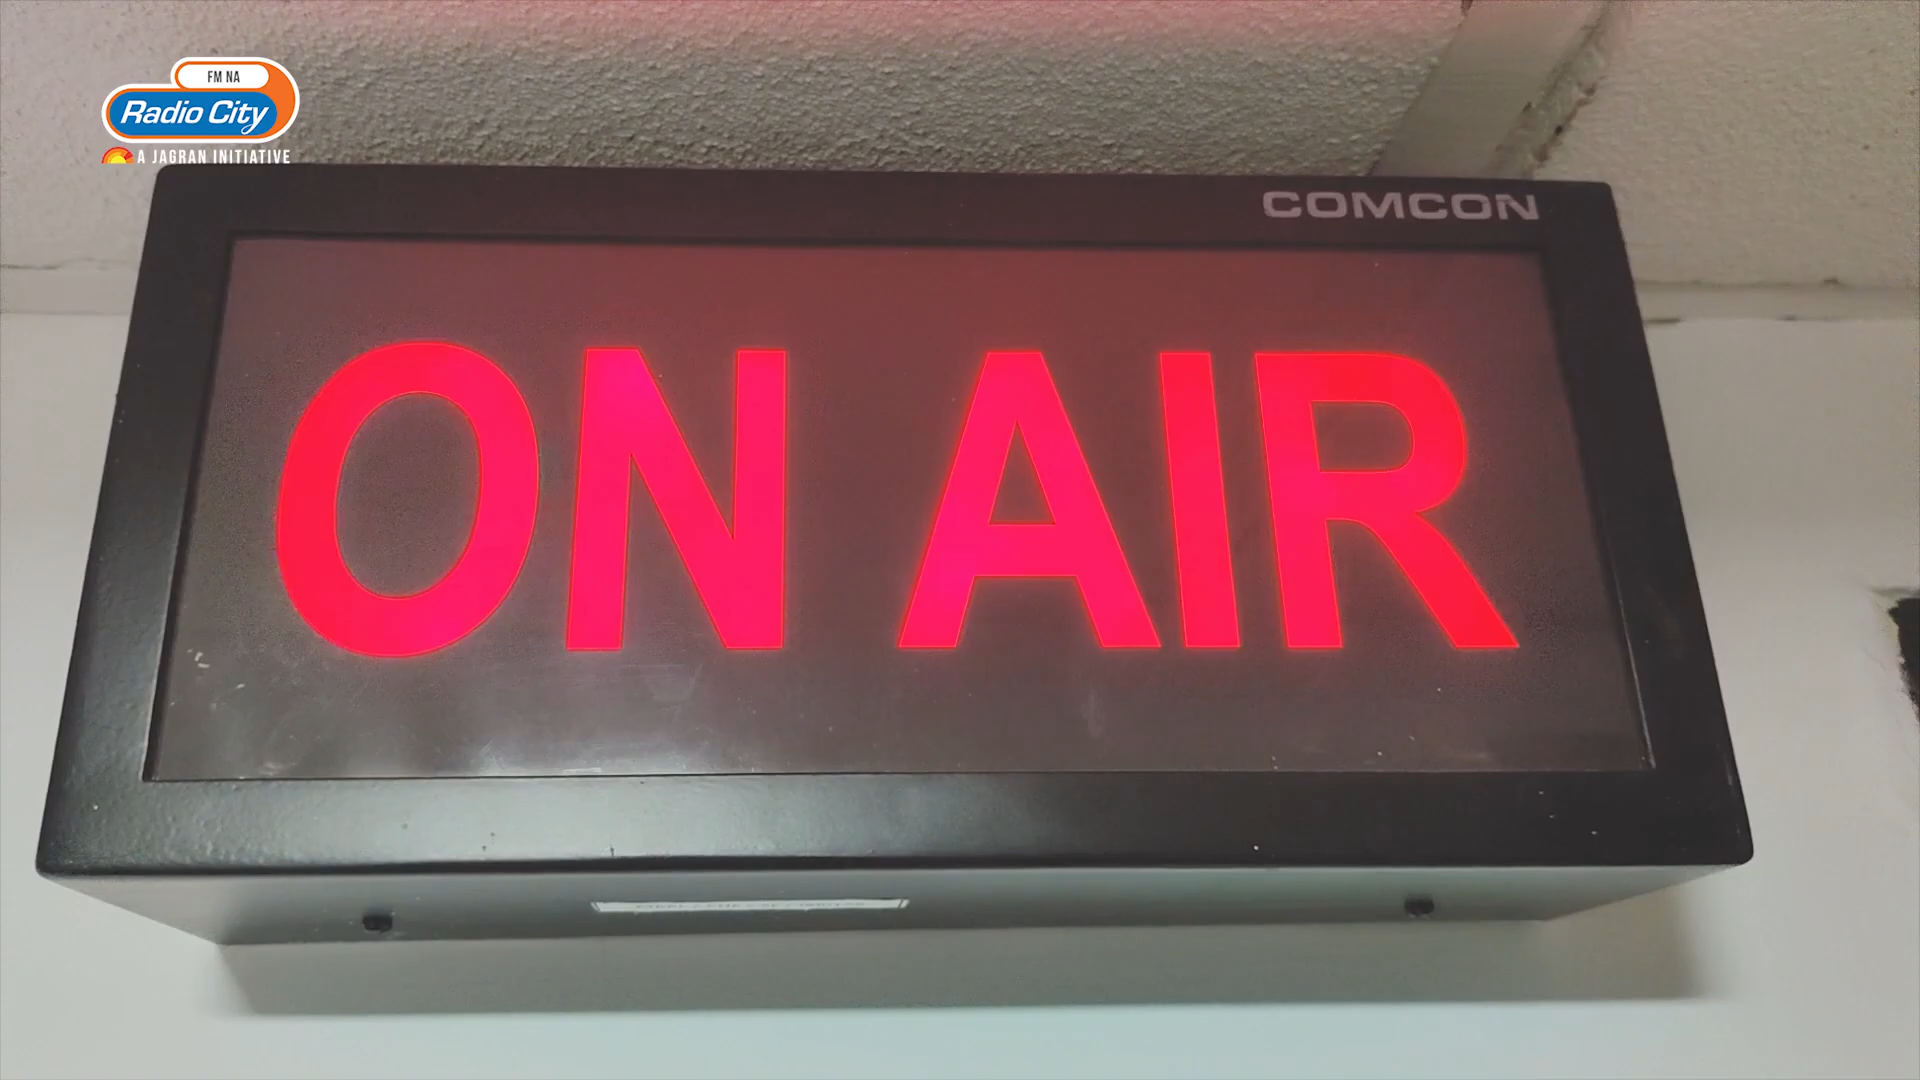 FM NA
Radio City
A JAGRAN INITIATIVE
COMCON
ON AIR